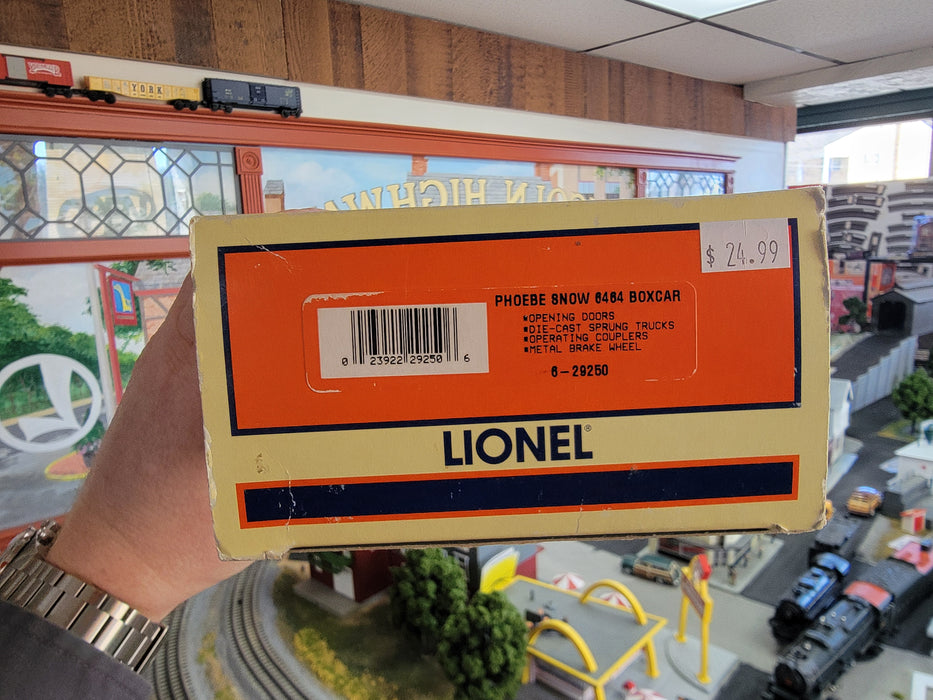 YORK
$ 24.99
PHOEBE SNOW 6464 BOXCAR
*OPENING DOORS
*DIE-CAST SPRUNG TRUCKS
*OPERATING COUPLERS
*METAL BRAKE WHEEL
0 23922 29250 6
6-29250
LIONEL®